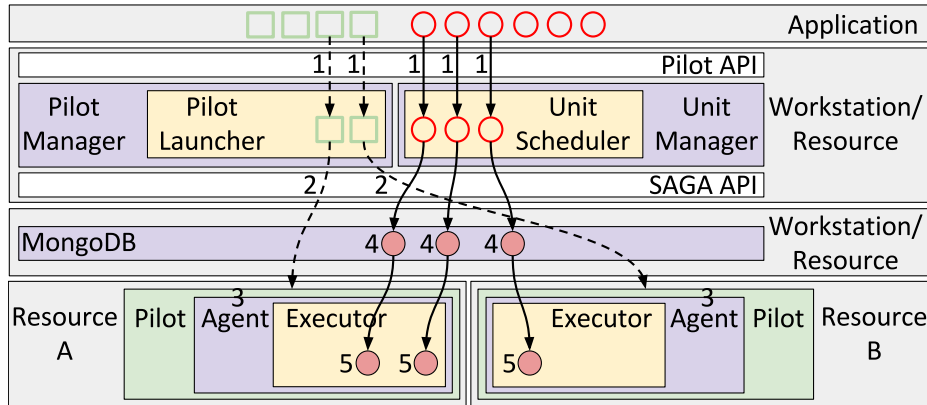 Application
1 1 1 1 1
Pilot API
Pilot Manager
Pilot Launcher
Unit Scheduler
Unit Manager
Workstation/
Resource
2 2
SAGA API
MongoDB
4 4 4
Workstation/
Resource
Resource A
Pilot
3
Agent
Executor
5 5
Executor
5
3
Agent
Pilot
Resource B